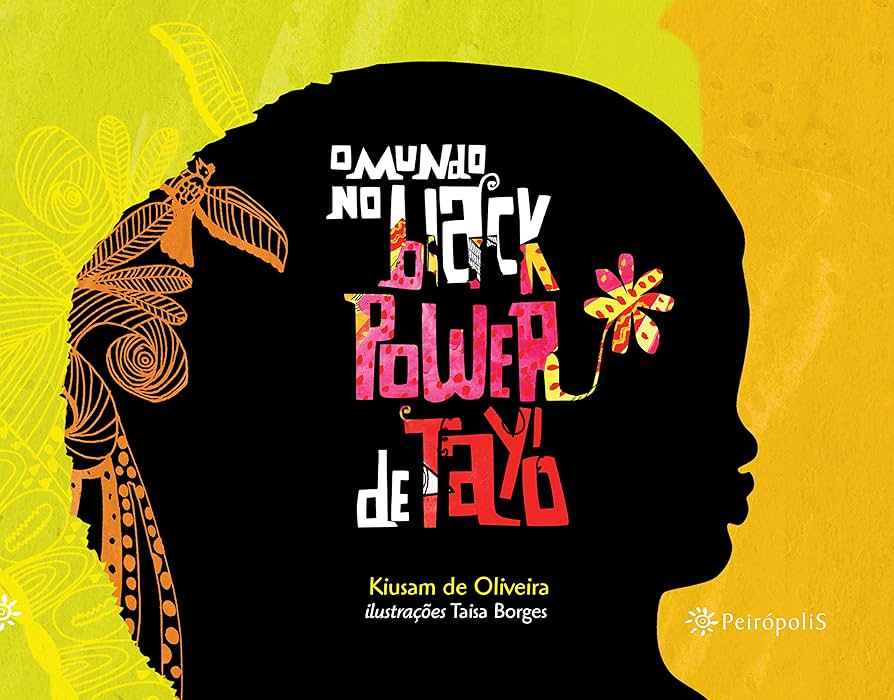 O MUNDO
NO black
POWER
de Tayó
Kiusam de Oliveira
ilustrações Taisa Borges
PeirópoliS